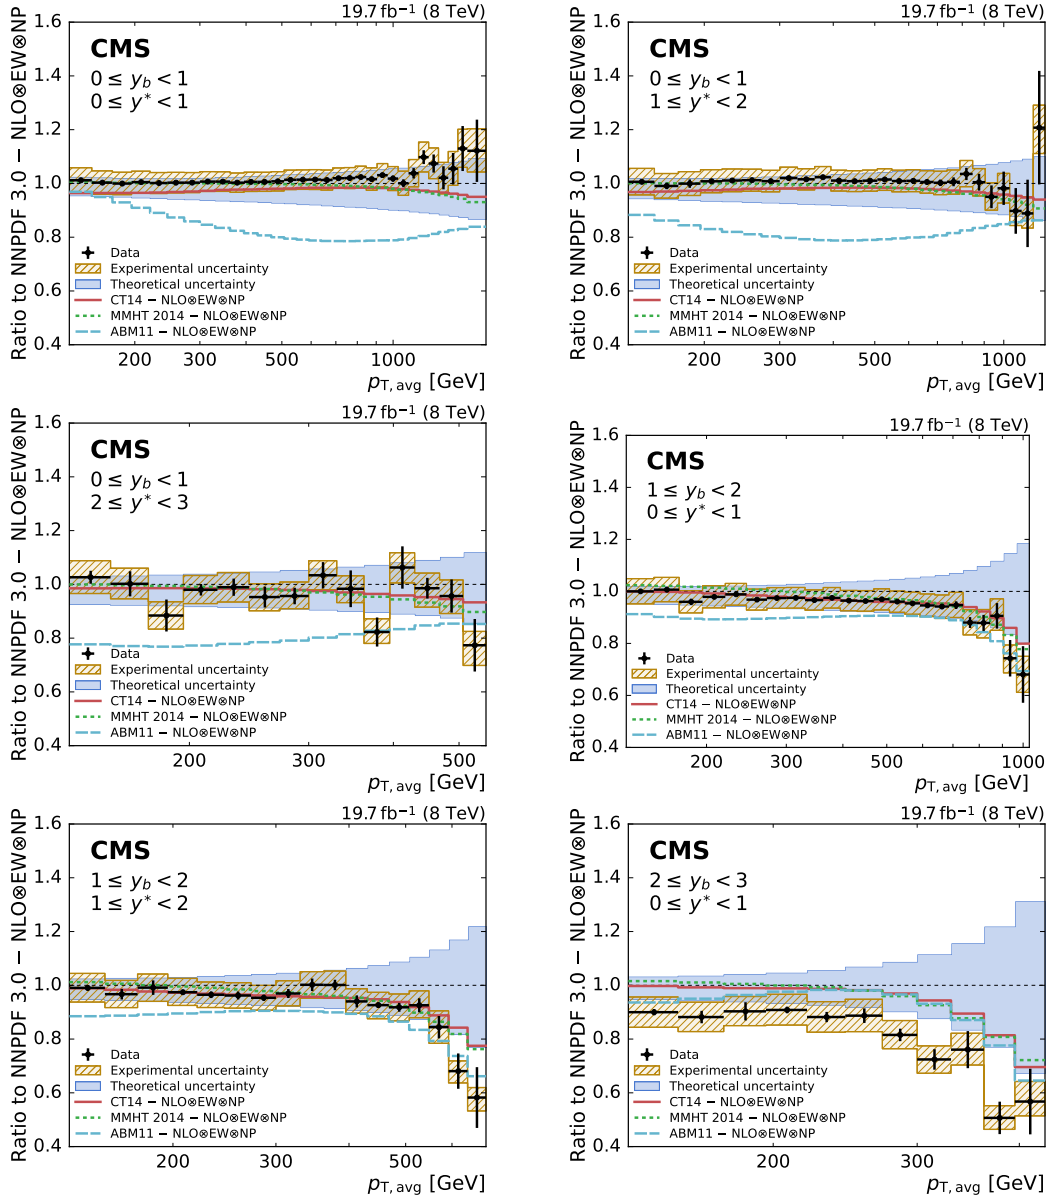 19.7 fb⁻¹ (8 TeV)
Ratio to NNPDF 3.0 − NLO⊗EW⊗NP
1.6
1.4
1.2
1.0
0.8
0.6
0.4
CMS
0 ≤ y_b < 1
0 ≤ y* < 1
Data
Experimental uncertainty
Theoretical uncertainty
CT14 − NLO⊗EW⊗NP
MMHT 2014 − NLO⊗EW⊗NP
ABM11 − NLO⊗EW⊗NP
200 300 500 1000
p_T, avg [GeV]
19.7 fb⁻¹ (8 TeV)
Ratio to NNPDF 3.0 − NLO⊗EW⊗NP
1.6
1.4
1.2
1.0
0.8
0.6
0.4
CMS
0 ≤ y_b < 1
1 ≤ y* < 2
Data
Experimental uncertainty
Theoretical uncertainty
CT14 − NLO⊗EW⊗NP
MMHT 2014 − NLO⊗EW⊗NP
ABM11 − NLO⊗EW⊗NP
200 300 500 1000
p_T, avg [GeV]
19.7 fb⁻¹ (8 TeV)
Ratio to NNPDF 3.0 − NLO⊗EW⊗NP
1.6
1.4
1.2
1.0
0.8
0.6
0.4
CMS
0 ≤ y_b < 1
2 ≤ y* < 3
Data
Experimental uncertainty
Theoretical uncertainty
CT14 − NLO⊗EW⊗NP
MMHT 2014 − NLO⊗EW⊗NP
ABM11 − NLO⊗EW⊗NP
200 300 500
p_T, avg [GeV]
19.7 fb⁻¹ (8 TeV)
Ratio to NNPDF 3.0 − NLO⊗EW⊗NP
1.6
1.4
1.2
1.0
0.8
0.6
0.4
CMS
1 ≤ y_b < 2
0 ≤ y* < 1
Data
Experimental uncertainty
Theoretical uncertainty
CT14 − NLO⊗EW⊗NP
MMHT 2014 − NLO⊗EW⊗NP
ABM11 − NLO⊗EW⊗NP
200 300 500 1000
p_T, avg [GeV]
19.7 fb⁻¹ (8 TeV)
Ratio to NNPDF 3.0 − NLO⊗EW⊗NP
1.6
1.4
1.2
1.0
0.8
0.6
0.4
CMS
1 ≤ y_b < 2
1 ≤ y* < 2
Data
Experimental uncertainty
Theoretical uncertainty
CT14 − NLO⊗EW⊗NP
MMHT 2014 − NLO⊗EW⊗NP
ABM11 − NLO⊗EW⊗NP
200 300 500
p_T, avg [GeV]
19.7 fb⁻¹ (8 TeV)
Ratio to NNPDF 3.0 − NLO⊗EW⊗NP
1.6
1.4
1.2
1.0
0.8
0.6
0.4
CMS
2 ≤ y_b < 3
0 ≤ y* < 1
Data
Experimental uncertainty
Theoretical uncertainty
CT14 − NLO⊗EW⊗NP
MMHT 2014 − NLO⊗EW⊗NP
ABM11 − NLO⊗EW⊗NP
200 300
p_T, avg [GeV]